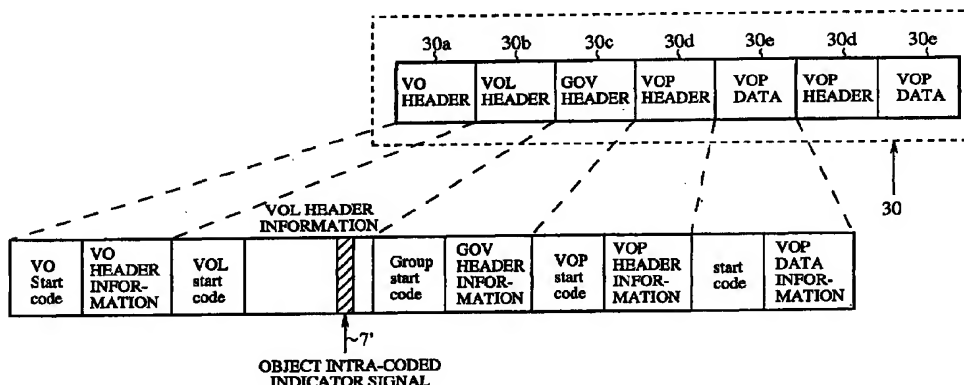 30a 30b 30c 30d 30e 30d 30e
VO HEADER
VOL HEADER
GOV HEADER
VOP HEADER
VOP DATA
VOP HEADER
VOP DATA
30
VOL HEADER
INFORMATION
VO
Start
code
VO
HEADER
INFOR-
MATION
VOL
start
code
Group
start
code
GOV
HEADER
INFOR-
MATION
VOP
start
code
VOP
HEADER
INFOR-
MATION
start
code
VOP
DATA
INFOR-
MATION
~7'
OBJECT INTRA-CODED
INDICATOR SIGNAL